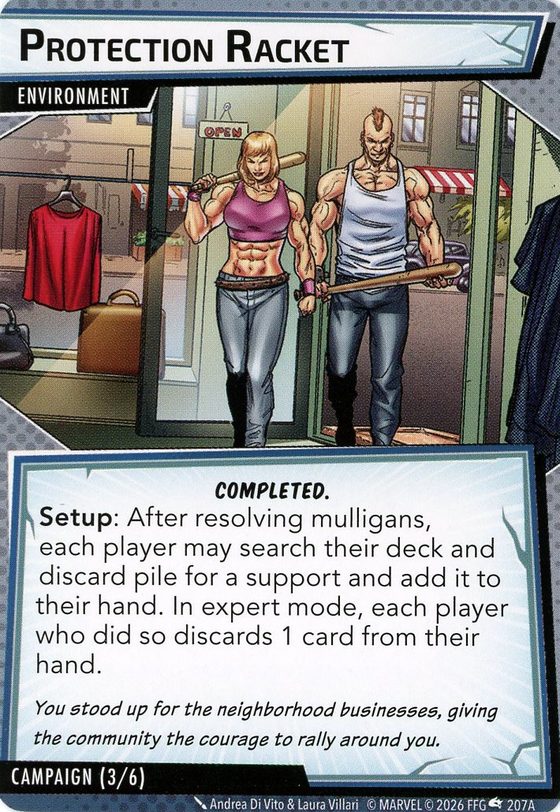 PROTECTION RACKET
ENVIRONMENT
OPEN
COMPLETED.
Setup: After resolving mulligans,
each player may search their deck and
discard pile for a support and add it to
their hand. In expert mode, each player
who did so discards 1 card from their
hand.
You stood up for the neighborhood businesses, giving
the community the courage to rally around you.
CAMPAIGN (3/6)
Andrea Di Vito & Laura Villari © MARVEL © 2026 FFG 207A